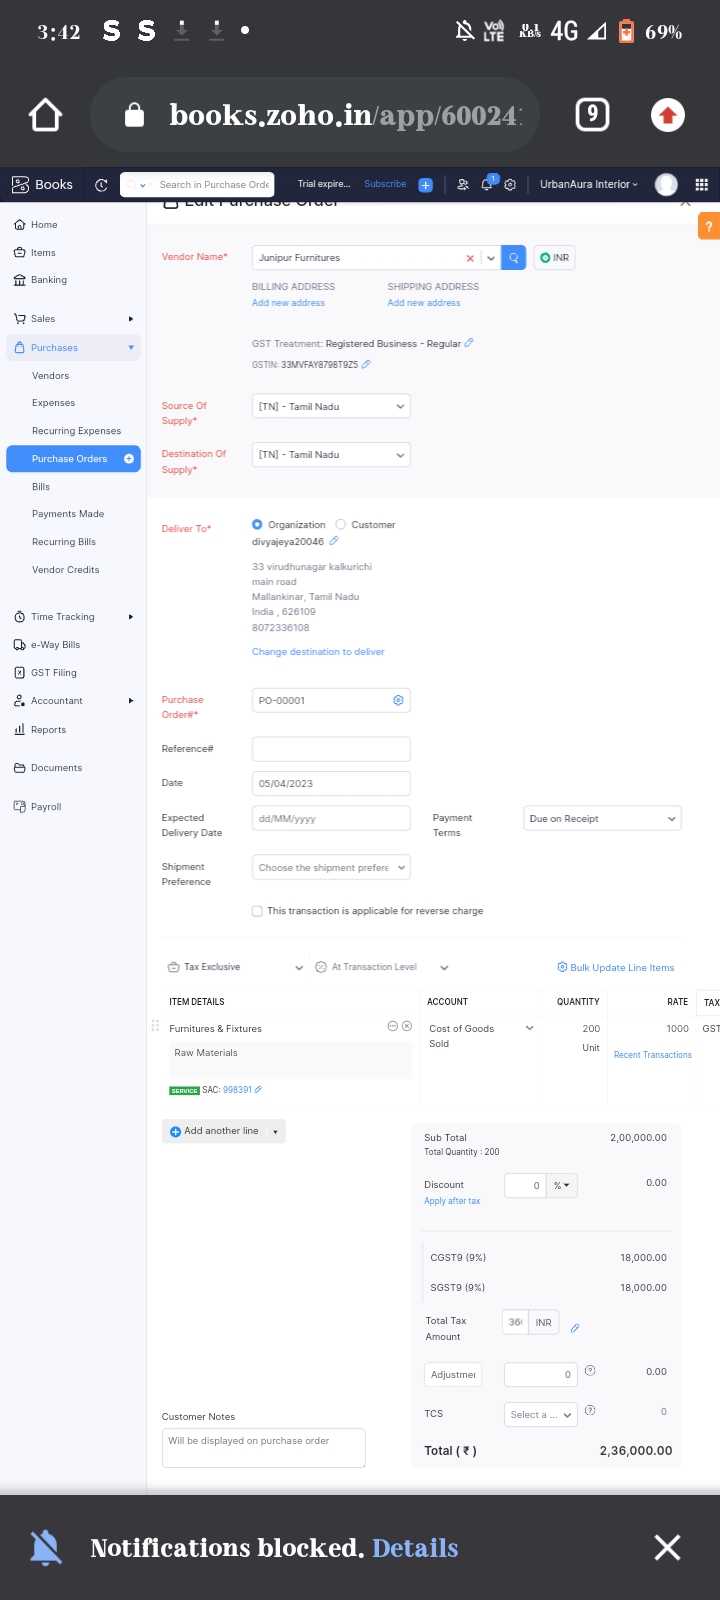 3:42 S S 0.1 KB/s 4G 69%
Vol LTE
books.zoho.in/app/60024
9
Books Search in Purchase Orde Trial expire... Subscribe 1 UrbanAura Interior
Edit Purchase Order
?
Home
Items
Banking
Sales
Purchases
Vendors
Expenses
Recurring Expenses
Purchase Orders
Bills
Payments Made
Recurring Bills
Vendor Credits
Time Tracking
e-Way Bills
GST Filing
Accountant
Reports
Documents
Payroll
Vendor Name* Junipur Furnitures INR
BILLING ADDRESS SHIPPING ADDRESS
Add new address Add new address
GST Treatment: Registered Business - Regular
GSTIN: 33MVFAY8798T9Z5
Source Of Supply* [TN] - Tamil Nadu
Destination Of Supply* [TN] - Tamil Nadu
Deliver To* Organization Customer
divyajeya20046
33 virudhunagar kalkurichi
main road
Mallankinar, Tamil Nadu
India , 626109
8072336108
Change destination to deliver
Purchase Order#* PO-00001
Reference#
Date 05/04/2023
Expected Delivery Date dd/MM/yyyy Payment Terms Due on Receipt
Shipment Preference Choose the shipment prefere
This transaction is applicable for reverse charge
Tax Exclusive At Transaction Level Bulk Update Line Items
ITEM DETAILS ACCOUNT QUANTITY RATE TAX
Furnitures & Fixtures Cost of Goods Sold 200 1000 GST
Unit Recent Transactions
Raw Materials
SERVICE SAC: 998391
Add another line
Sub Total 2,00,000.00
Total Quantity : 200
Discount 0 % 0.00
Apply after tax
CGST9 (9%) 18,000.00
SGST9 (9%) 18,000.00
Total Tax Amount 360 INR
Adjustmen 0 0.00
TCS Select a ... 0
Total ( ₹ ) 2,36,000.00
Customer Notes
Will be displayed on purchase order
Notifications blocked. Details